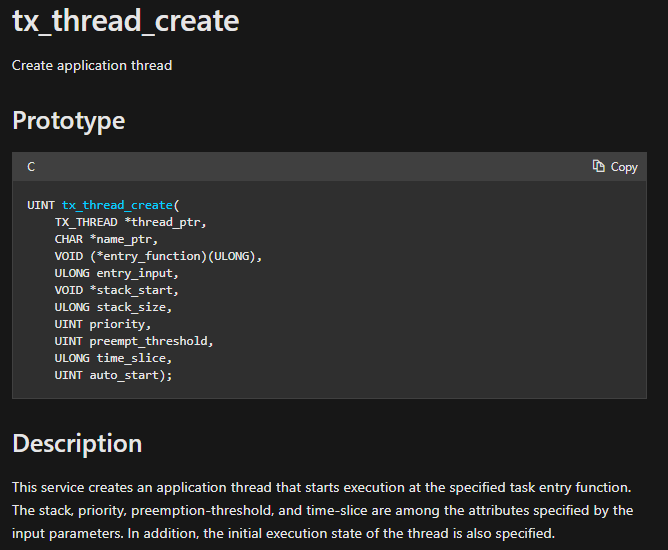 tx_thread_create
Create application thread
Prototype
C
Copy
UINT tx_thread_create(
    TX_THREAD *thread_ptr,
    CHAR *name_ptr,
    VOID (*entry_function)(ULONG),
    ULONG entry_input,
    VOID *stack_start,
    ULONG stack_size,
    UINT priority,
    UINT preempt_threshold,
    ULONG time_slice,
    UINT auto_start);
Description
This service creates an application thread that starts execution at the specified task entry function.
The stack, priority, preemption-threshold, and time-slice are among the attributes specified by the
input parameters. In addition, the initial execution state of the thread is also specified.